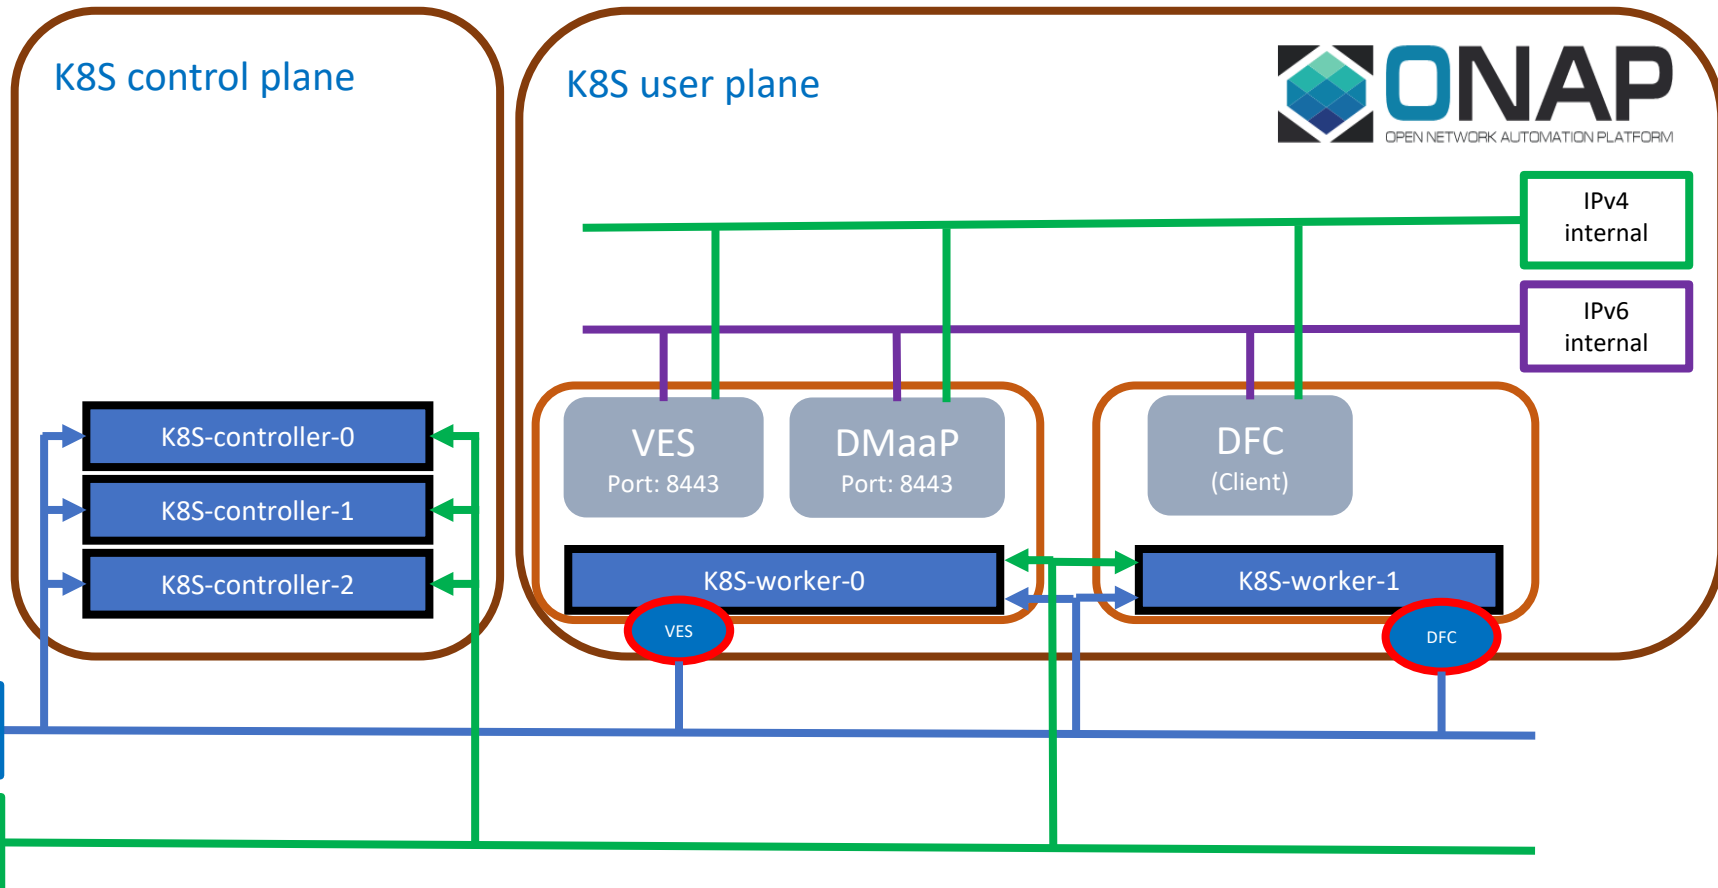 K8S control plane
K8S user plane
ONAP
OPEN NETWORK AUTOMATION PLATFORM
IPv4
internal
IPv6
internal
K8S-controller-0
K8S-controller-1
K8S-controller-2
VES
Port: 8443
DMaaP
Port: 8443
DFC
(Client)
K8S-worker-0
K8S-worker-1
VES
DFC